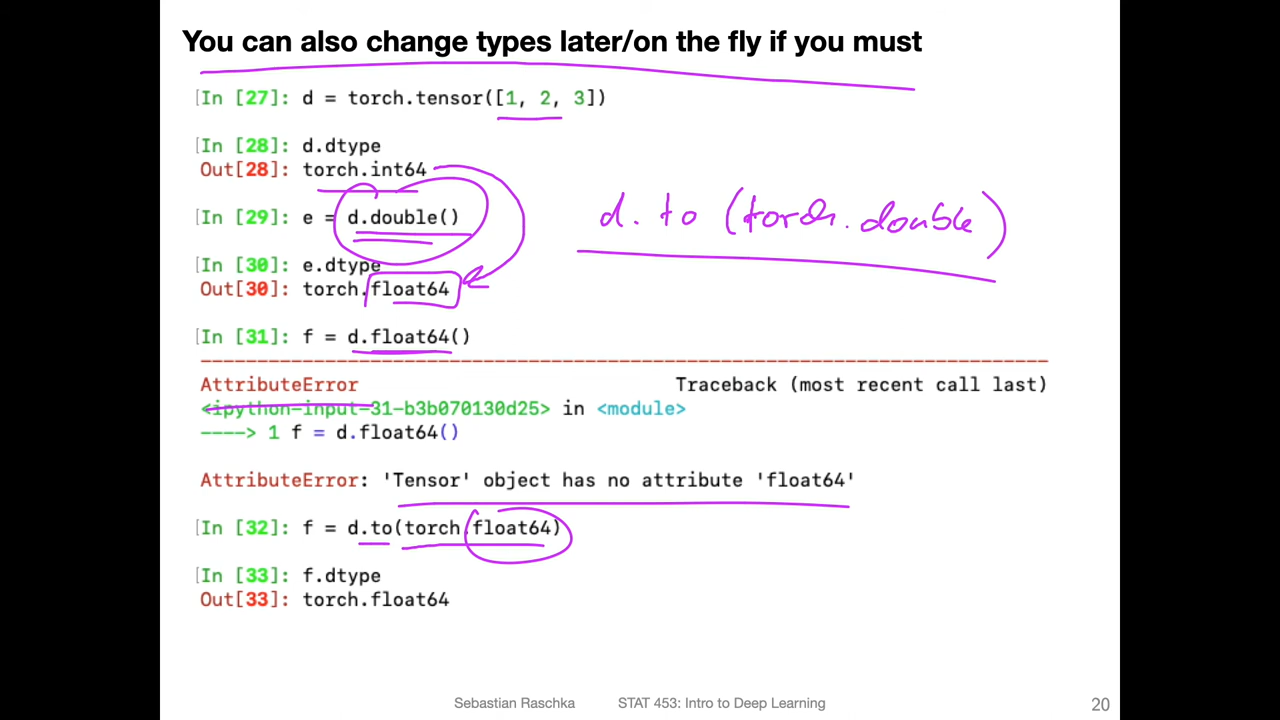 You can also change types later/on the fly if you must
[In [27]: d = torch.tensor([1, 2, 3])
[In [28]: d.dtype
Out[28]: torch.int64
[In [29]: e = d.double()
d.to (torch.double)
[In [30]: e.dtype
Out[30]: torch.float64
[In [31]: f = d.float64()
---------------------------------------------------------------------------
AttributeError                            Traceback (most recent call last)
<ipython-input-31-b3b070130d25> in <module>
----> 1 f = d.float64()
AttributeError: 'Tensor' object has no attribute 'float64'
[In [32]: f = d.to(torch.float64)
[In [33]: f.dtype
Out[33]: torch.float64
Sebastian Raschka STAT 453: Intro to Deep Learning 20